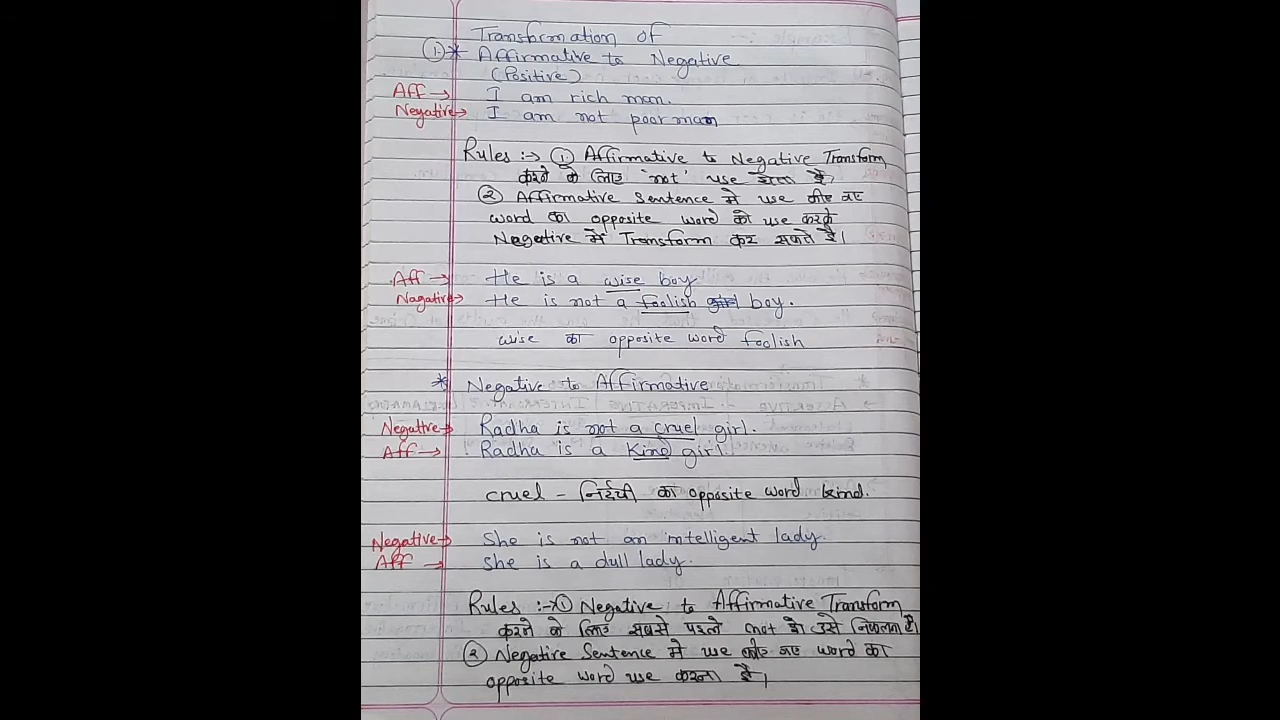 Transformation of
① * Affirmative to Negative
(Positive)
Aff → I am rich man.
Negative → I am not poor man
Rules :→ ① Affirmative to Negative Transform
करने के लिए 'not' use होता है।
② Affirmative Sentence में use किए गए
word का opposite word को use करके
Negative में Transform कर सकते है।
Aff → He is a wise boy
Nagative → He is not a foolish boy.
wise का opposite word foolish
* Negative to Affirmative
Negative → Radha is not a cruel girl.
Aff → Radha is a Kind girl.
cruel - निर्दयी का opposite word kind.
Negative → She is not an intelligent lady.
Aff → She is a dull lady.
Rules :→ ① Negative to Affirmative Transform
करने के लिए सबसे पहले not को उसे निकालना है।
② Negative Sentence में use किए गए word का
opposite word use करना है।